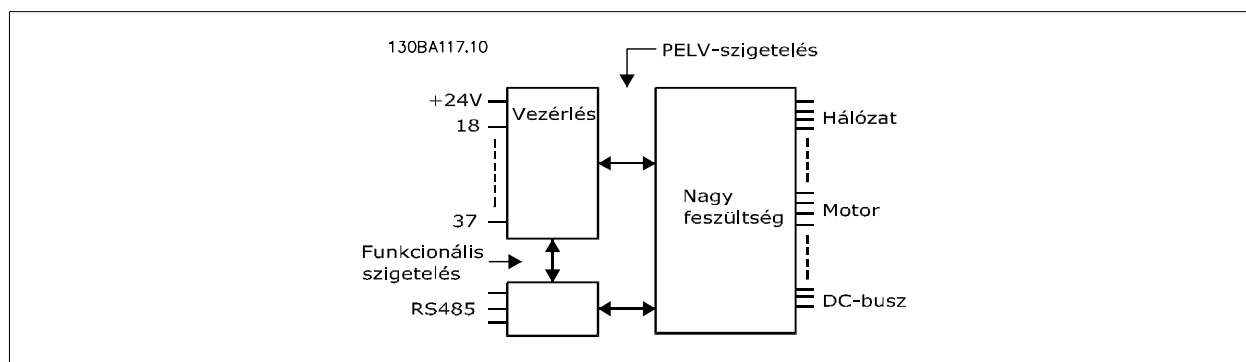 130BA117.10
PELV-szigetelés
+24V
Vezérlés
18
Hálózat
Nagy
feszültség
Motor
37
Funkcionális
szigetelés
RS485
DC-busz